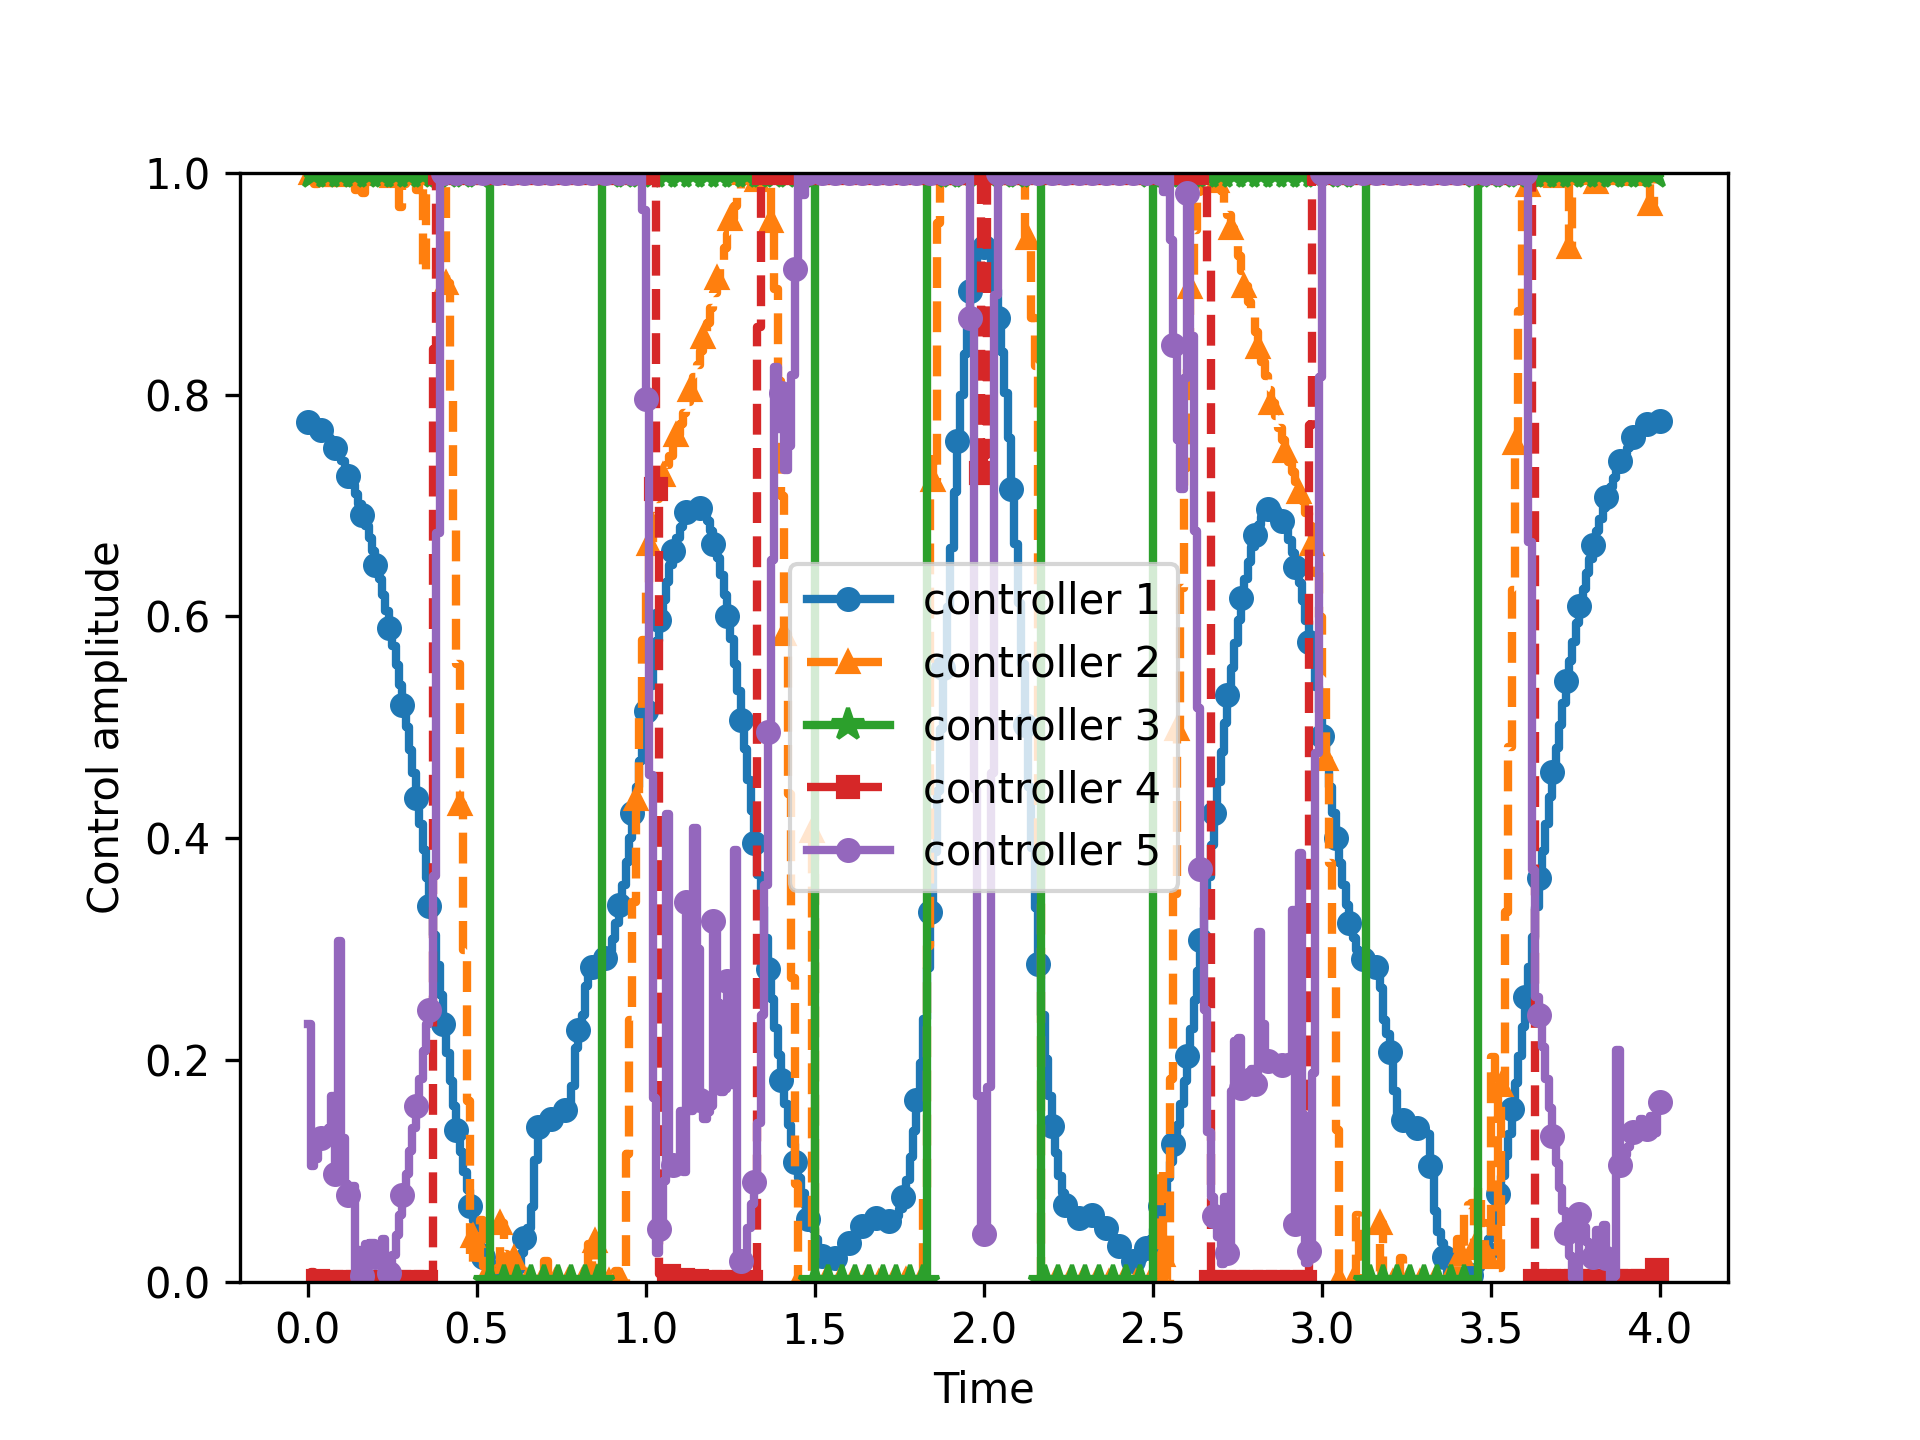 1.0
0.8
0.6
0.4
0.2
0.0
Control amplitude
controller 1
controller 2
controller 3
controller 4
controller 5
0.0 0.5 1.0 1.5 2.0 2.5 3.0 3.5 4.0
Time